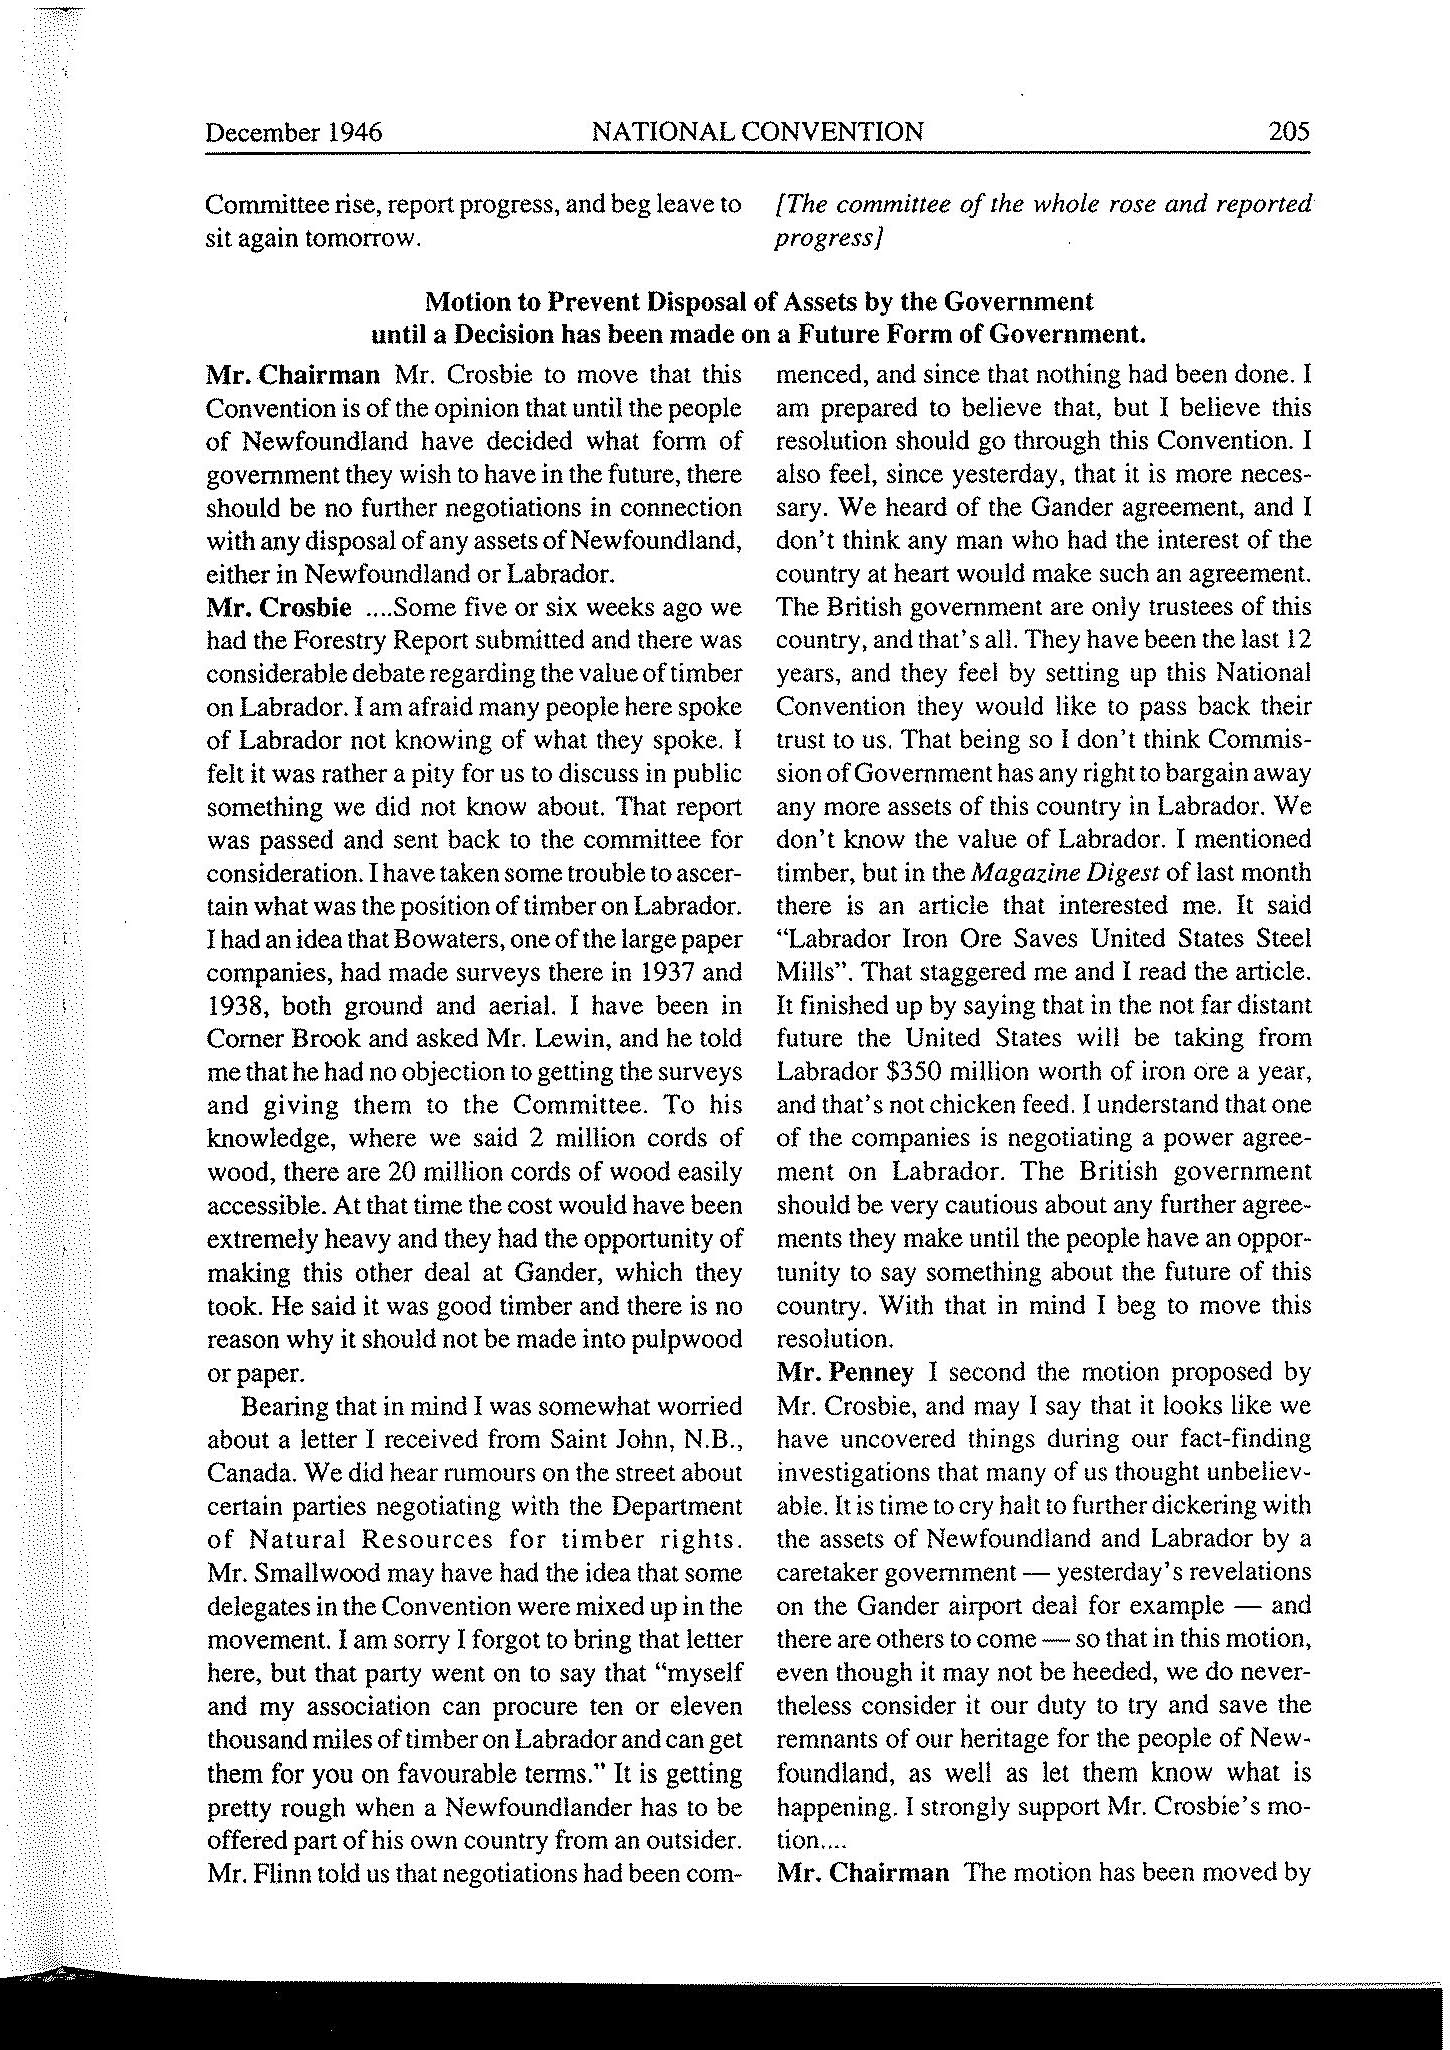 December 1946 NATIONAL CONVENTION 205
Committee rise, report progress, and beg leave to
sit again tomorrow.
[The committee of the whole rose and reported
progress]
Motion to Prevent Disposal of Assets by the Government
until a Decision has been made on a Future Form of Government.
Mr. Chairman Mr. Crosbie to move that this
Convention is of the opinion that until the people
of Newfoundland have decided what form of
government they wish to have in the future, there
should be no further negotiations in connection
with any disposal of any assets of Newfoundland,
either in Newfoundland or Labrador.
Mr. Crosbie ....Some five or six weeks ago we
had the Forestry Report submitted and there was
considerable debate regarding the value of timber
on Labrador. I am afraid many people here spoke
of Labrador not knowing of what they spoke. I
felt it was rather a pity for us to discuss in public
something we did not know about. That report
was passed and sent back to the committee for
consideration. I have taken some trouble to ascer-
tain what was the position of timber on Labrador.
I had an idea that Bowaters, one of the large paper
companies, had made surveys there in 1937 and
1938, both ground and aerial. I have been in
Corner Brook and asked Mr. Lewin, and he told
me that he had no objection to getting the surveys
and giving them to the Committee. To his
knowledge, where we said 2 million cords of
wood, there are 20 million cords of wood easily
accessible. At that time the cost would have been
extremely heavy and they had the opportunity of
making this other deal at Gander, which they
took. He said it was good timber and there is no
reason why it should not be made into pulpwood
or paper.
Bearing that in mind I was somewhat worried
about a letter I received from Saint John, N.B.,
Canada. We did hear rumours on the street about
certain parties negotiating with the Department
of Natural Resources for timber rights.
Mr. Smallwood may have had the idea that some
delegates in the Convention were mixed up in the
movement. I am sorry I forgot to bring that letter
here, but that party went on to say that "myself
and my association can procure ten or eleven
thousand miles of timber on Labrador and can get
them for you on favourable terms." It is getting
pretty rough when a Newfoundlander has to be
offered part of his own country from an outsider.
Mr. Flinn told us that negotiations had been com-
menced, and since that nothing had been done. I
am prepared to believe that, but I believe this
resolution should go through this Convention. I
also feel, since yesterday, that it is more neces-
sary. We heard of the Gander agreement, and I
don't think any man who had the interest of the
country at heart would make such an agreement.
The British government are only trustees of this
country, and that's all. They have been the last 12
years, and they feel by setting up this National
Convention they would like to pass back their
trust to us. That being so I don't think Commis-
sion of Government has any right to bargain away
any more assets of this country in Labrador. We
don't know the value of Labrador. I mentioned
timber, but in the Magazine Digest of last month
there is an article that interested me. It said
"Labrador Iron Ore Saves United States Steel
Mills". That staggered me and I read the article.
It finished up by saying that in the not far distant
future the United States will be taking from
Labrador $350 million worth of iron ore a year,
and that's not chicken feed. I understand that one
of the companies is negotiating a power agree-
ment on Labrador. The British government
should be very cautious about any further agree-
ments they make until the people have an oppor-
tunity to say something about the future of this
country. With that in mind I beg to move this
resolution.
Mr. Penney I second the motion proposed by
Mr. Crosbie, and may I say that it looks like we
have uncovered things during our fact-finding
investigations that many of us thought unbeliev-
able. It is time to cry halt to further dickering with
the assets of Newfoundland and Labrador by a
caretaker government — yesterday's revelations
on the Gander airport deal for example — and
there are others to come — so that in this motion,
even though it may not be heeded, we do never-
theless consider it our duty to try and save the
remnants of our heritage for the people of New-
foundland, as well as let them know what is
happening. I strongly support Mr. Crosbie's mo-
tion....
Mr. Chairman The motion has been moved by